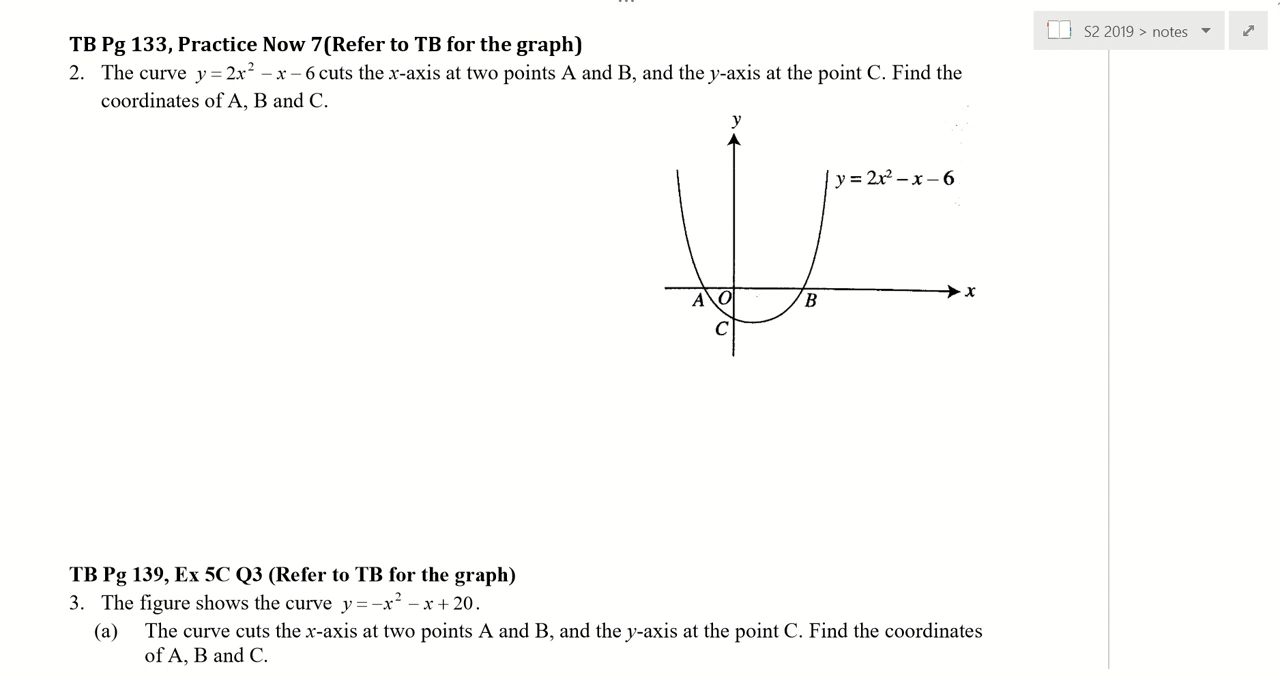 S2 2019 > notes
TB Pg 133, Practice Now 7(Refer to TB for the graph)
2. The curve y = 2x² – x – 6 cuts the x-axis at two points A and B, and the y-axis at the point C. Find the
coordinates of A, B and C.
y
y = 2x² – x – 6
A O B x
C
TB Pg 139, Ex 5C Q3 (Refer to TB for the graph)
3. The figure shows the curve y = –x² – x + 20.
(a) The curve cuts the x-axis at two points A and B, and the y-axis at the point C. Find the coordinates
of A, B and C.